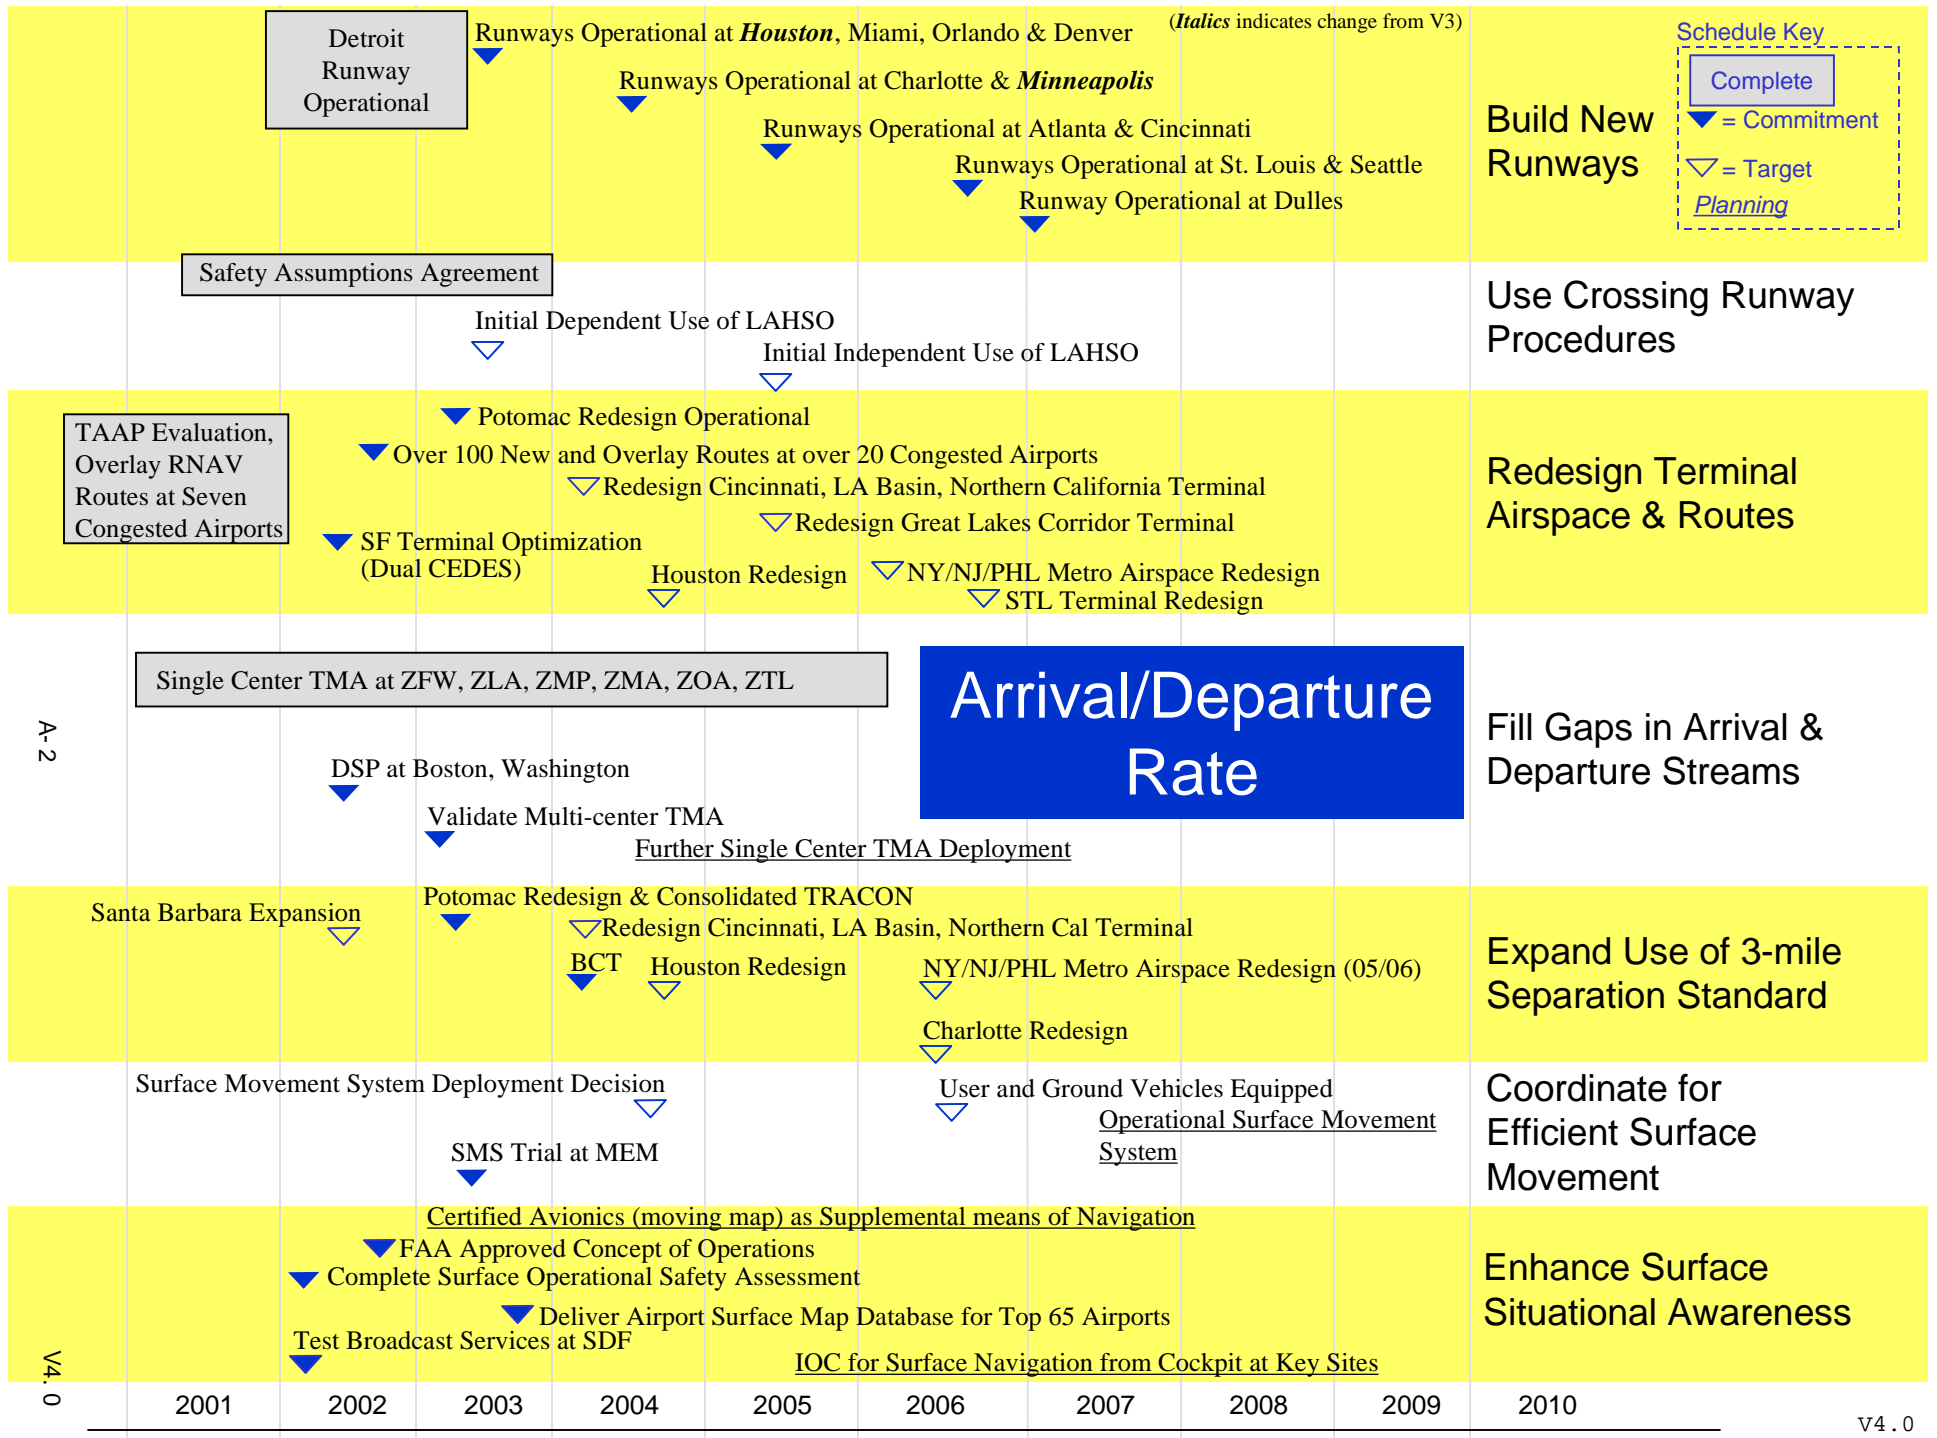 Detroit
Runway
Operational
Runways Operational at Houston, Miami, Orlando & Denver
(Italics indicates change from V3)
Runways Operational at Charlotte & Minneapolis
Runways Operational at Atlanta & Cincinnati
Runways Operational at St. Louis & Seattle
Runway Operational at Dulles
Build New
Runways
Schedule Key
Complete
= Commitment
= Target
Planning
Safety Assumptions Agreement
Initial Dependent Use of LAHSO
Initial Independent Use of LAHSO
Use Crossing Runway
Procedures
TAAP Evaluation,
Overlay RNAV
Routes at Seven
Congested Airports
Potomac Redesign Operational
Over 100 New and Overlay Routes at over 20 Congested Airports
Redesign Cincinnati, LA Basin, Northern California Terminal
Redesign Great Lakes Corridor Terminal
SF Terminal Optimization
(Dual CEDES)
Houston Redesign
NY/NJ/PHL Metro Airspace Redesign
STL Terminal Redesign
Redesign Terminal
Airspace & Routes
Single Center TMA at ZFW, ZLA, ZMP, ZMA, ZOA, ZTL
Arrival/Departure
Rate
DSP at Boston, Washington
Validate Multi-center TMA
Further Single Center TMA Deployment
Fill Gaps in Arrival &
Departure Streams
A-2
Santa Barbara Expansion
Potomac Redesign & Consolidated TRACON
Redesign Cincinnati, LA Basin, Northern Cal Terminal
BCT
Houston Redesign
NY/NJ/PHL Metro Airspace Redesign (05/06)
Charlotte Redesign
Expand Use of 3-mile
Separation Standard
Surface Movement System Deployment Decision
User and Ground Vehicles Equipped
Operational Surface Movement
System
SMS Trial at MEM
Coordinate for
Efficient Surface
Movement
Certified Avionics (moving map) as Supplemental means of Navigation
FAA Approved Concept of Operations
Complete Surface Operational Safety Assessment
Deliver Airport Surface Map Database for Top 65 Airports
Test Broadcast Services at SDF
IOC for Surface Navigation from Cockpit at Key Sites
Enhance Surface
Situational Awareness
V4.0
2001 2002 2003 2004 2005 2006 2007 2008 2009 2010
V4.0